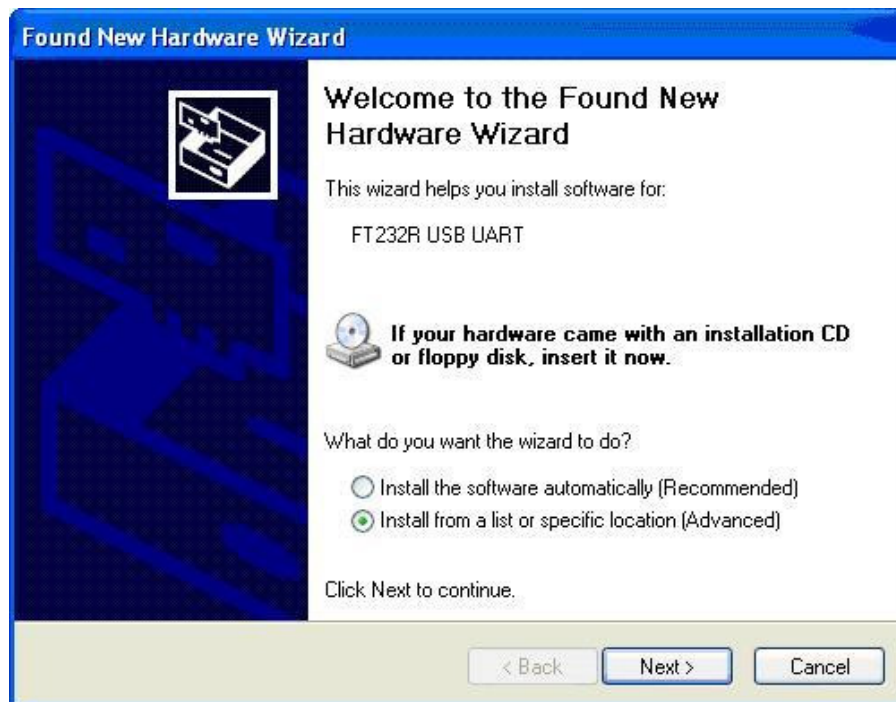 Found New Hardware Wizard
Welcome to the Found New
Hardware Wizard
This wizard helps you install software for:
FT232R USB UART
If your hardware came with an installation CD
or floppy disk, insert it now.
What do you want the wizard to do?
Install the software automatically (Recommended)
Install from a list or specific location (Advanced)
Click Next to continue.
< Back Next > Cancel